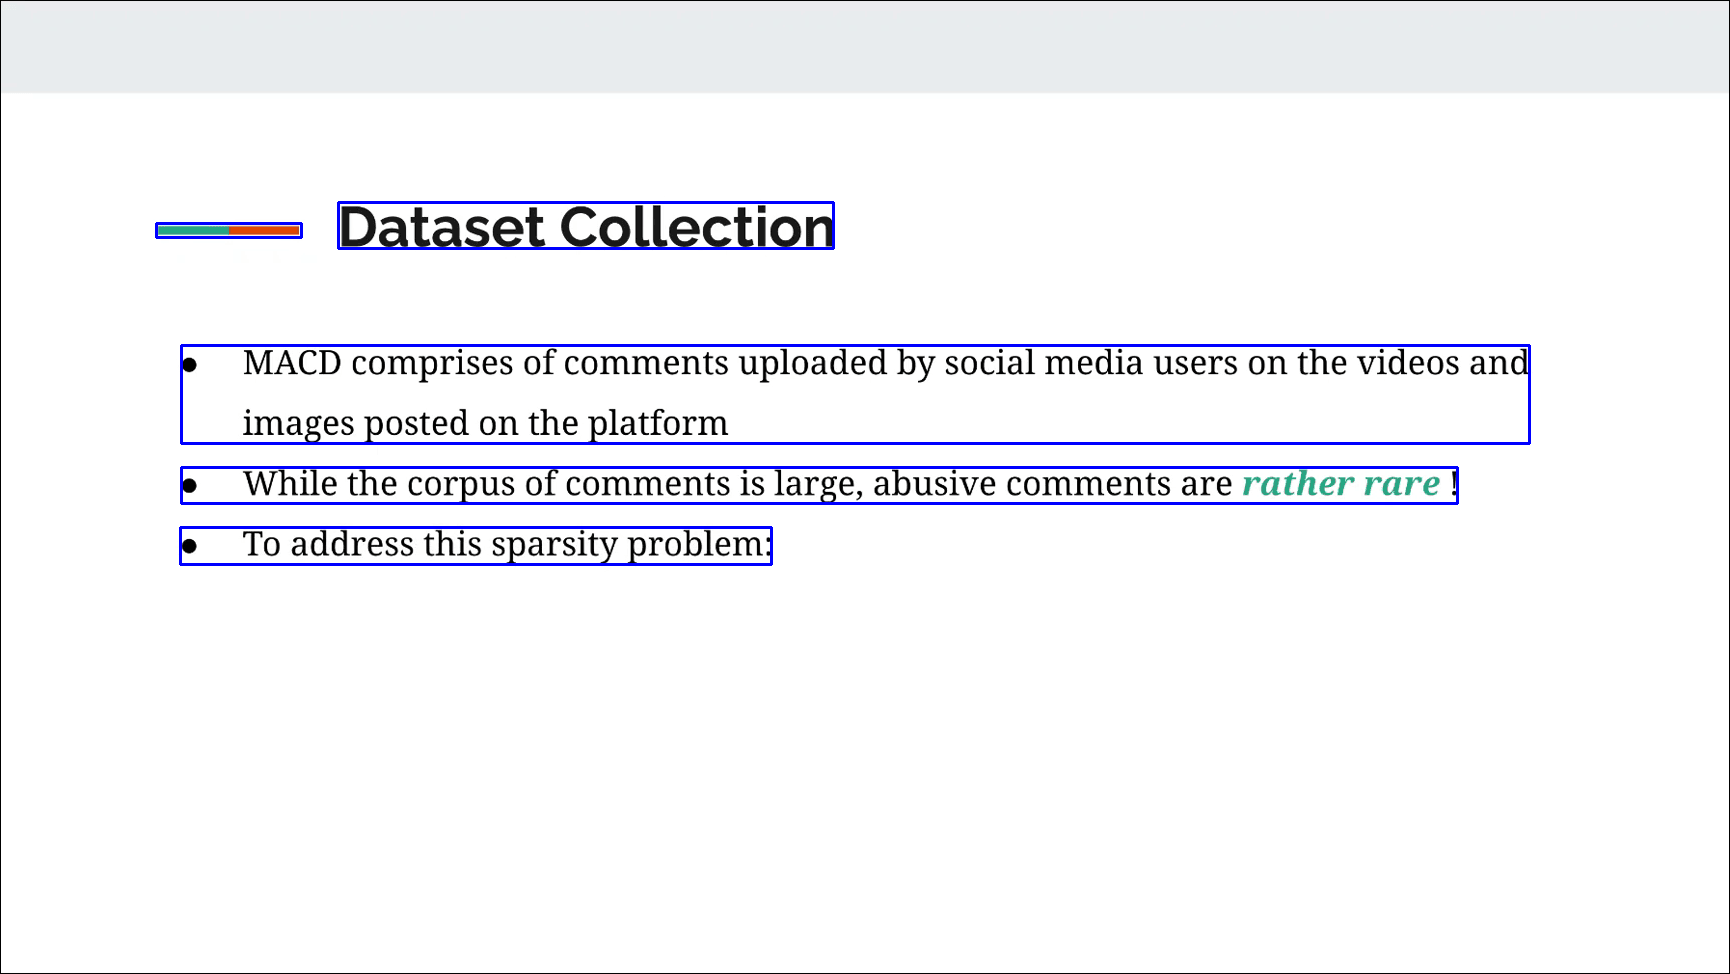 Dataset Collection
● MACD comprises of comments uploaded by social media users on the videos and
images posted on the platform
● While the corpus of comments is large, abusive comments are rather rare !
● To address this sparsity problem: